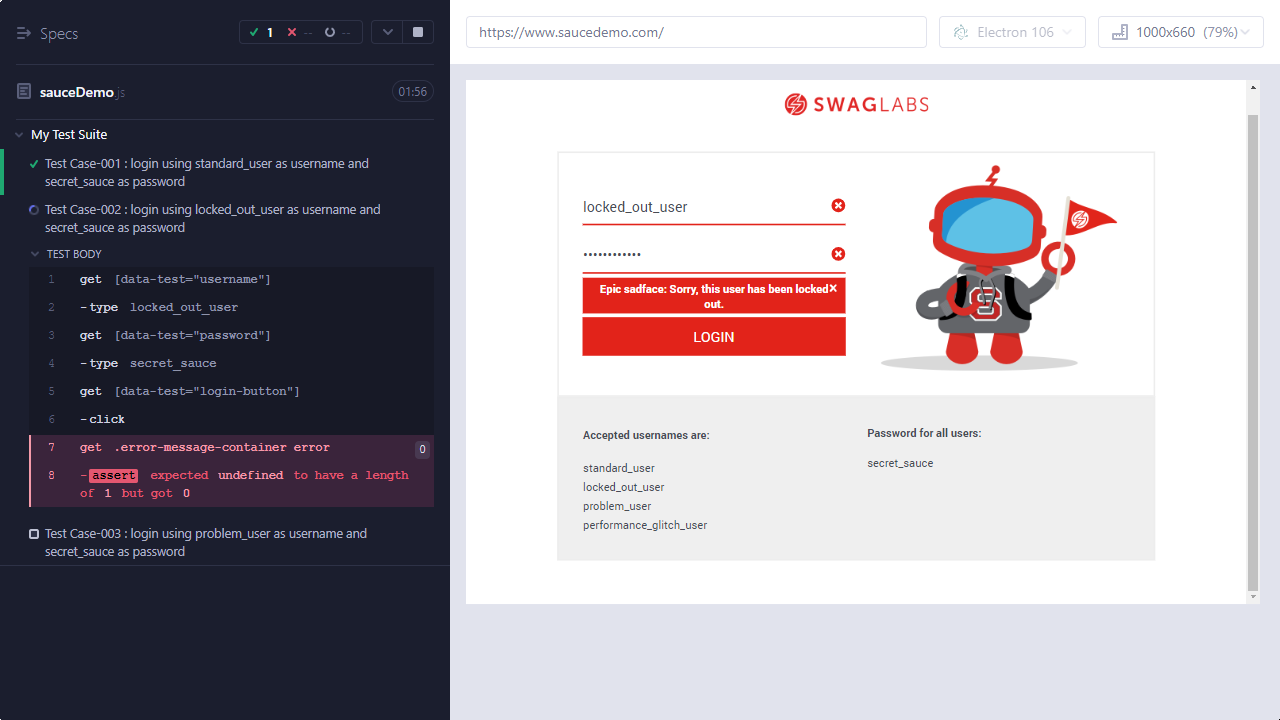 Specs
1
--
--
sauceDemo.js
01:56
My Test Suite
Test Case-001 : login using standard_user as username and
secret_sauce as password
Test Case-002 : login using locked_out_user as username and
secret_sauce as password
TEST BODY
1 get [data-test="username"]
2 -type locked_out_user
3 get [data-test="password"]
4 -type secret_sauce
5 get [data-test="login-button"]
6 -click
7 get .error-message-container error 0
8 -assert expected undefined to have a length
of 1 but got 0
Test Case-003 : login using problem_user as username and
secret_sauce as password
https://www.saucedemo.com/
Electron 106
1000x660 (79%)
SWAGLABS
locked_out_user
••••••••••••
Epic sadface: Sorry, this user has been locked
out.
LOGIN
S
Accepted usernames are:
standard_user
locked_out_user
problem_user
performance_glitch_user
Password for all users:
secret_sauce